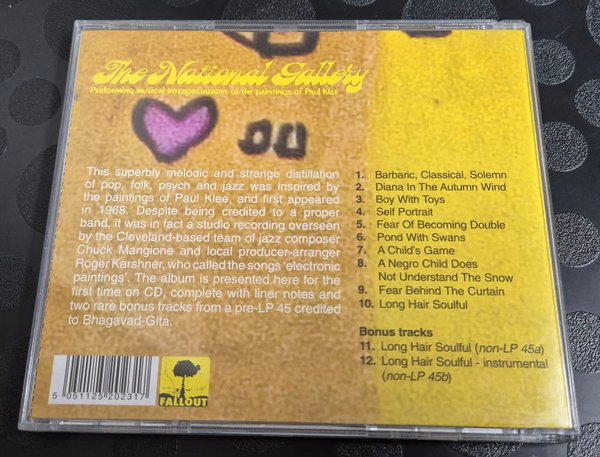 The National Gallery
Performing musical interpretations of the paintings of Paul Klee
This superbly melodic and strange distillation
of pop, folk, psych and jazz was inspired by
the paintings of Paul Klee, and first appeared
in 1968. Despite being credited to a proper
band, it was in fact a studio recording overseen
by the Cleveland-based team of jazz composer
Chuck Mangione and local producer-arranger
Roger Karshner, who called the songs 'electronic
paintings'. The album is presented here for the
first time on CD, complete with liner notes and
two rare bonus tracks from a pre-LP 45 credited
to Bhagavad-Gita.
1. Barbaric, Classical, Solemn
2. Diana In The Autumn Wind
3. Boy With Toys
4. Self Portrait
5. Fear Of Becoming Double
6. Pond With Swans
7. A Child's Game
8. A Negro Child Does
Not Understand The Snow
9. Fear Behind The Curtain
10. Long Hair Soulful
Bonus tracks
11. Long Hair Soulful (non-LP 45a)
12. Long Hair Soulful - instrumental
(non-LP 45b)
5 051125 202317
FALLOUT